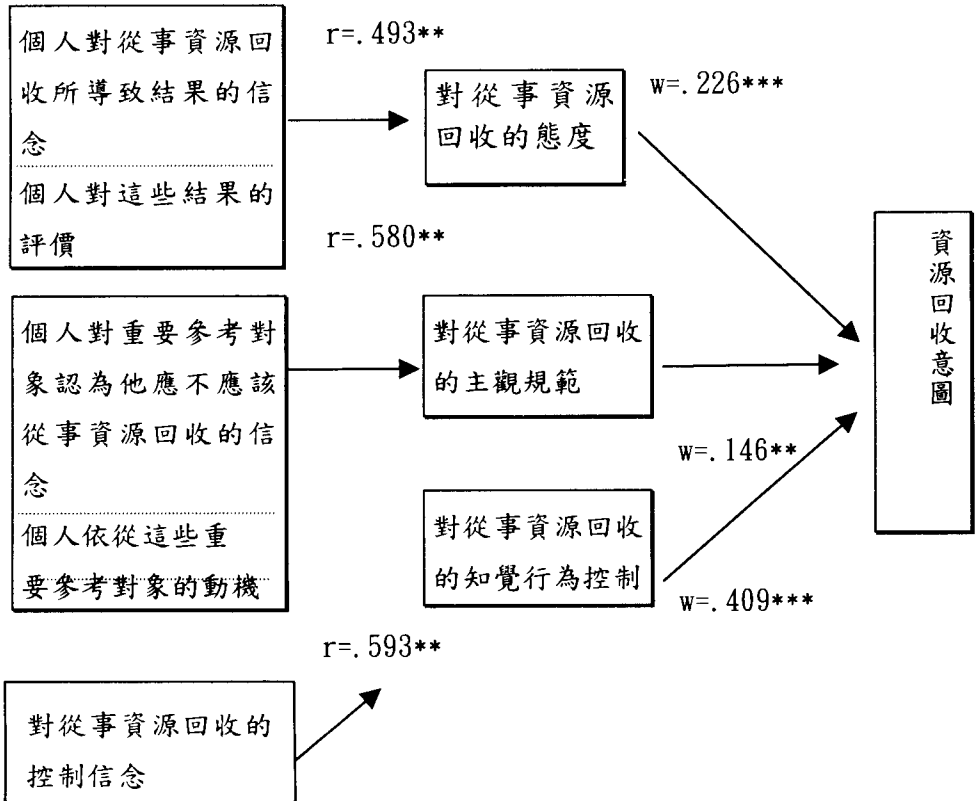 個人對從事資源回
收所導致結果的信
念
個人對這些結果的
評價
r=.493**
對從事資源
回收的態度
w=.226***
r=.580**
個人對重要參考對
象認為他應不應該
從事資源回收的信
念
個人依從這些重
要參考對象的動機
對從事資源回收
的主觀規範
w=.146**
對從事資源回收
的知覺行為控制
w=.409***
資源回收意圖
r=.593**
對從事資源回收的
控制信念